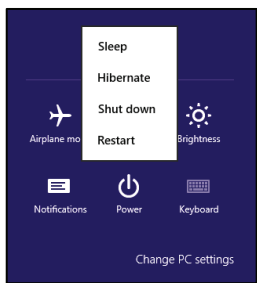 Sleep
Hibernate
Shut down
Restart
Airplane mo
Brightness
Notifications
Power
Keyboard
Change PC settings